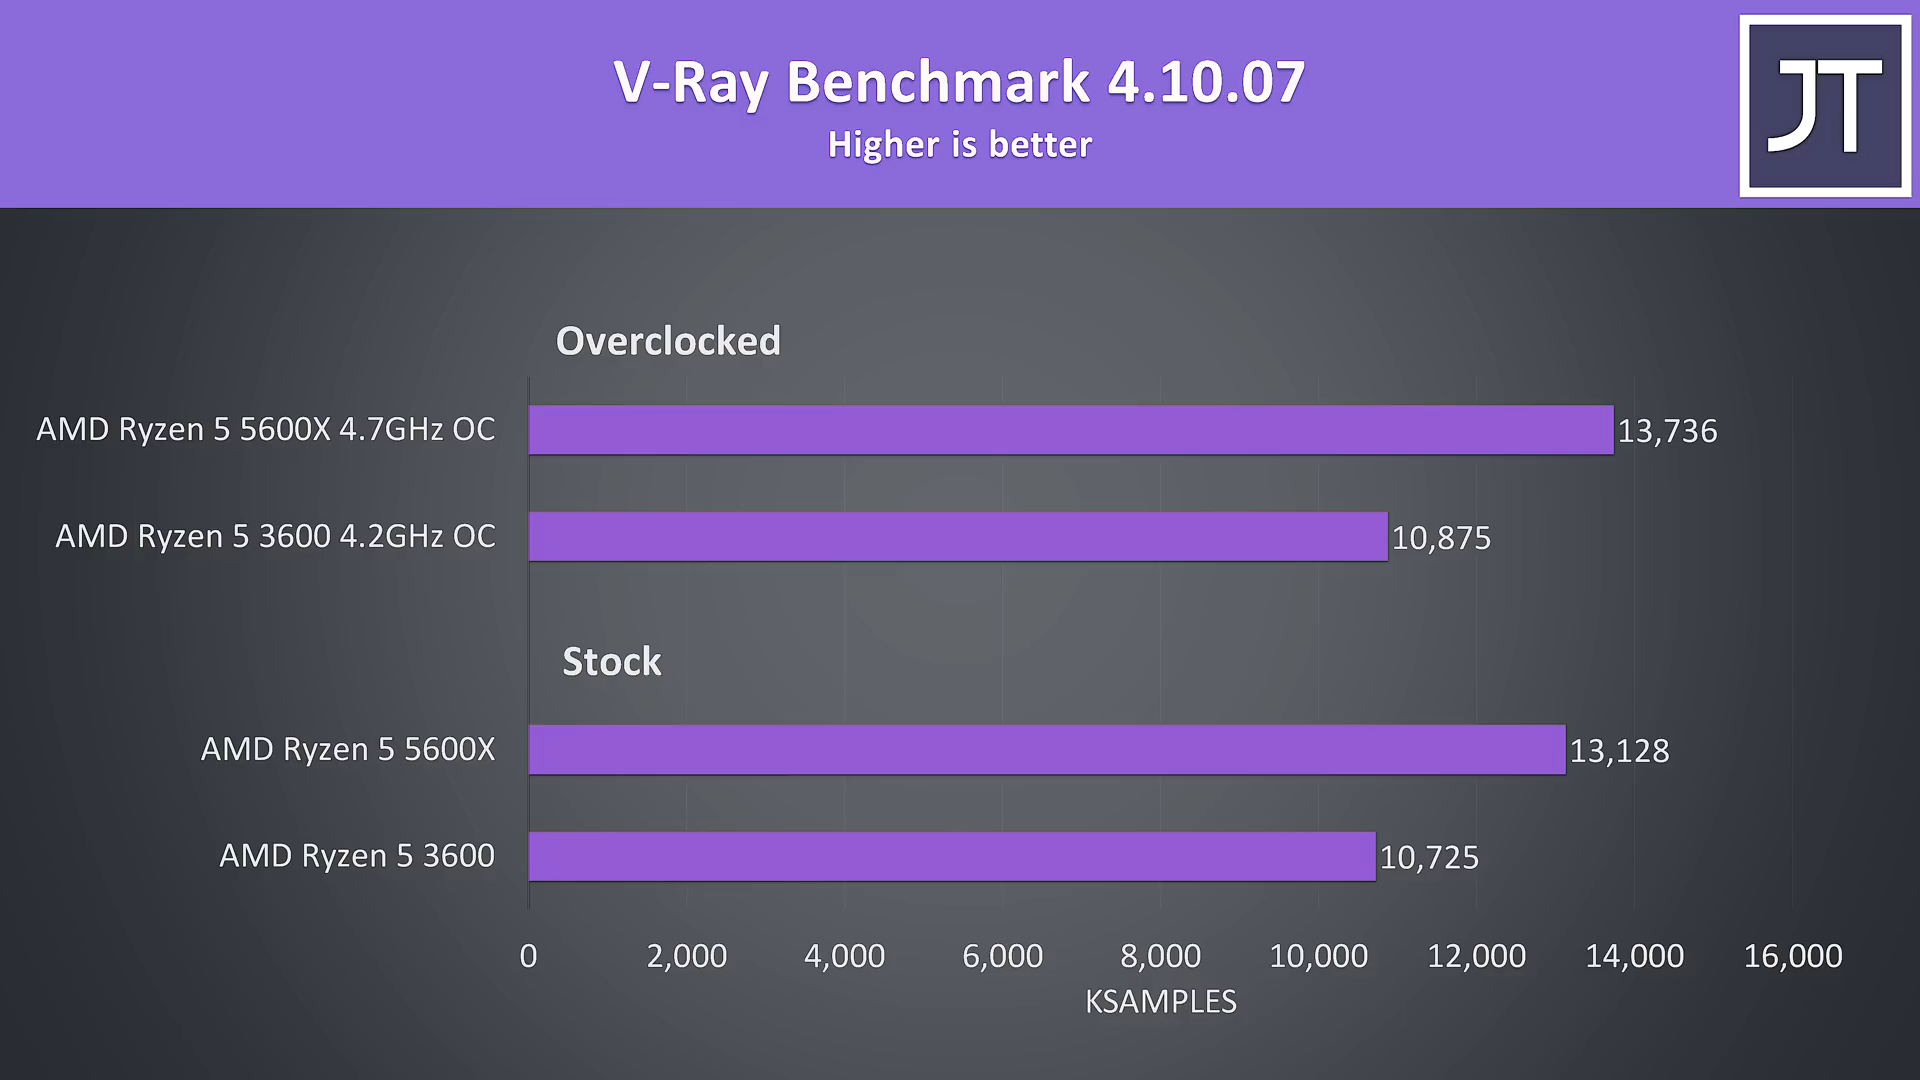 V-Ray Benchmark 4.10.07
Higher is better
JT
Overclocked
AMD Ryzen 5 5600X 4.7GHz OC 13,736
AMD Ryzen 5 3600 4.2GHz OC 10,875
Stock
AMD Ryzen 5 5600X 13,128
AMD Ryzen 5 3600 10,725
0 2,000 4,000 6,000 8,000 10,000 12,000 14,000 16,000
KSAMPLES